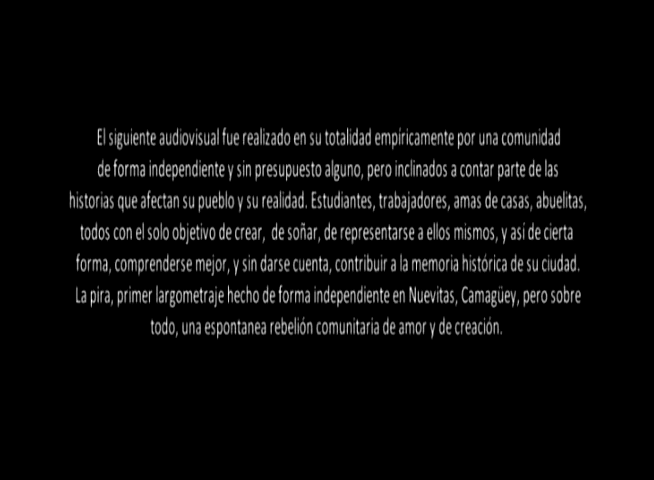 El siguiente audiovisual fue realizado en su totalidad empíricamente por una comunidad
de forma independiente y sin presupuesto alguno, pero inclinados a contar parte de las
historias que afectan su pueblo y su realidad. Estudiantes, trabajadores, amas de casas, abuelitas,
todos con el solo objetivo de crear, de soñar, de representarse a ellos mismos, y asi de cierta
forma, comprenderse mejor, y sin darse cuenta, contribuir a la memoria histórica de su ciudad.
La pira, primer largometraje hecho de forma independiente en Nuevitas, Camagüey, pero sobre
todo, una espontanea rebelión comunitaria de amor y de creación.